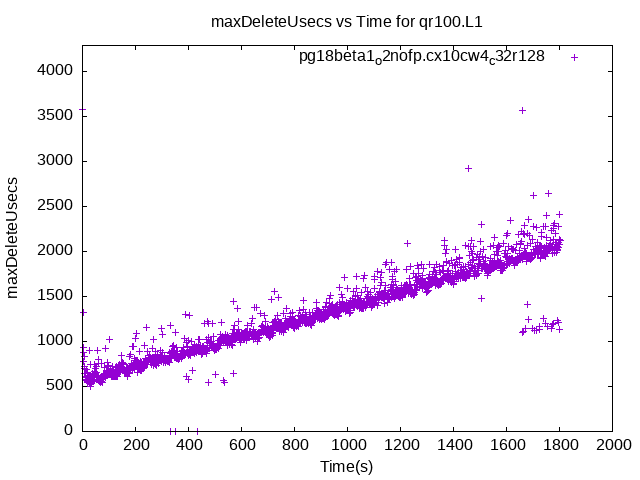 maxDeleteUsecs vs Time for qr100.L1
pg18beta1ₒ2nofp.cx10cw4_c32r128
4000
3500
3000
2500
2000
1500
1000
500
0
maxDeleteUsecs
0 200 400 600 800 1000 1200 1400 1600 1800 2000
Time(s)